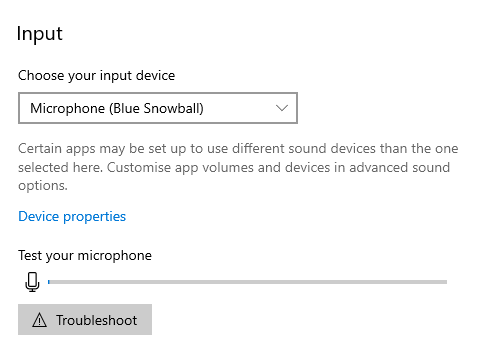 Input
Choose your input device
Microphone (Blue Snowball)
Certain apps may be set up to use different sound devices than the one
selected here. Customise app volumes and devices in advanced sound
options.
Device properties
Test your microphone
Troubleshoot